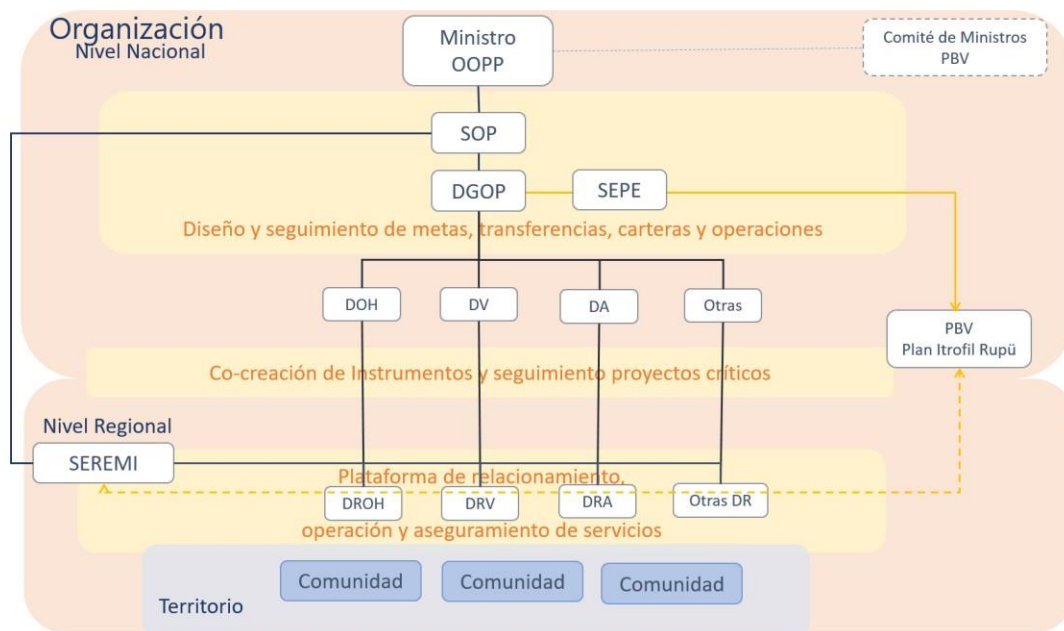 Organización
Nivel Nacional
Ministro
OOPP
Comité de Ministros
PBV
SOP
DGOP
SEPE
Diseño y seguimiento de metas, transferencias, carteras y operaciones
DOH
DV
DA
Otras
PBV
Plan Itrofil Rupü
Co-creación de Instrumentos y seguimiento proyectos críticos
Nivel Regional
SEREMI
Plataforma de relacionamiento,
DROH
DRV
DRA
Otras DR
operación y aseguramiento de servicios
Comunidad
Comunidad
Comunidad
Territorio